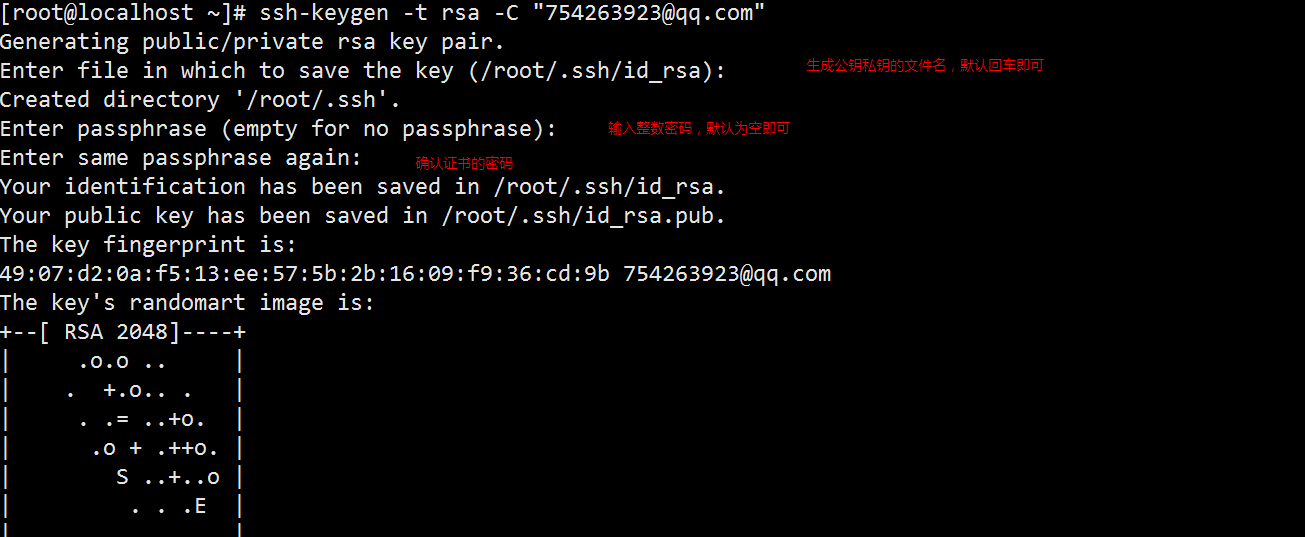 [root@localhost ~]# ssh-keygen -t rsa -C "754263923@qq.com"
Generating public/private rsa key pair.
Enter file in which to save the key (/root/.ssh/id_rsa): 生成公钥私钥的文件名，默认回车即可
Created directory '/root/.ssh'.
Enter passphrase (empty for no passphrase): 输入整数密码，默认为空即可
Enter same passphrase again: 确认证书的密码
Your identification has been saved in /root/.ssh/id_rsa.
Your public key has been saved in /root/.ssh/id_rsa.pub.
The key fingerprint is:
49:07:d2:0a:f5:13:ee:57:5b:2b:16:09:f9:36:cd:9b 754263923@qq.com
The key's randomart image is:
+--[ RSA 2048]----+
|     .o.o ..     |
|    .  +.o.. .   |
|     . .= ..+o.  |
|      .o + .++o. |
|        S ..+..o |
|         . . .E  |
|                 |